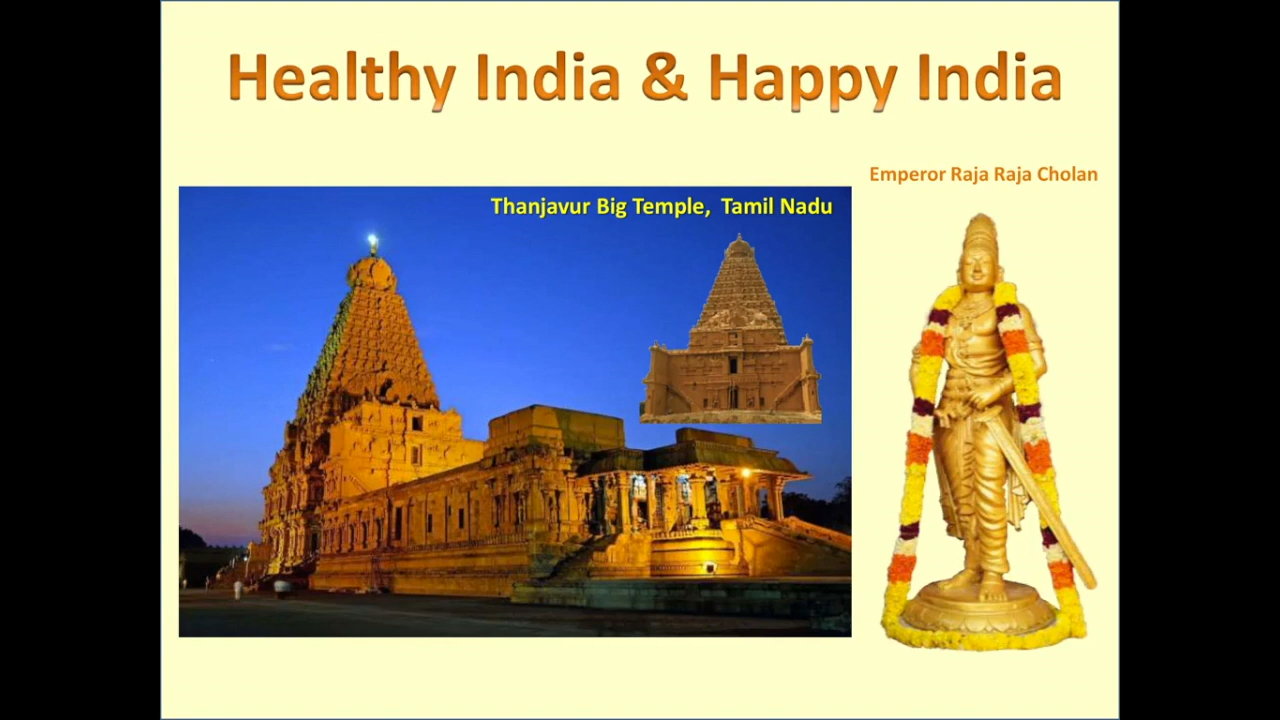 Healthy India & Happy India
Emperor Raja Raja Cholan
Thanjavur Big Temple, Tamil Nadu